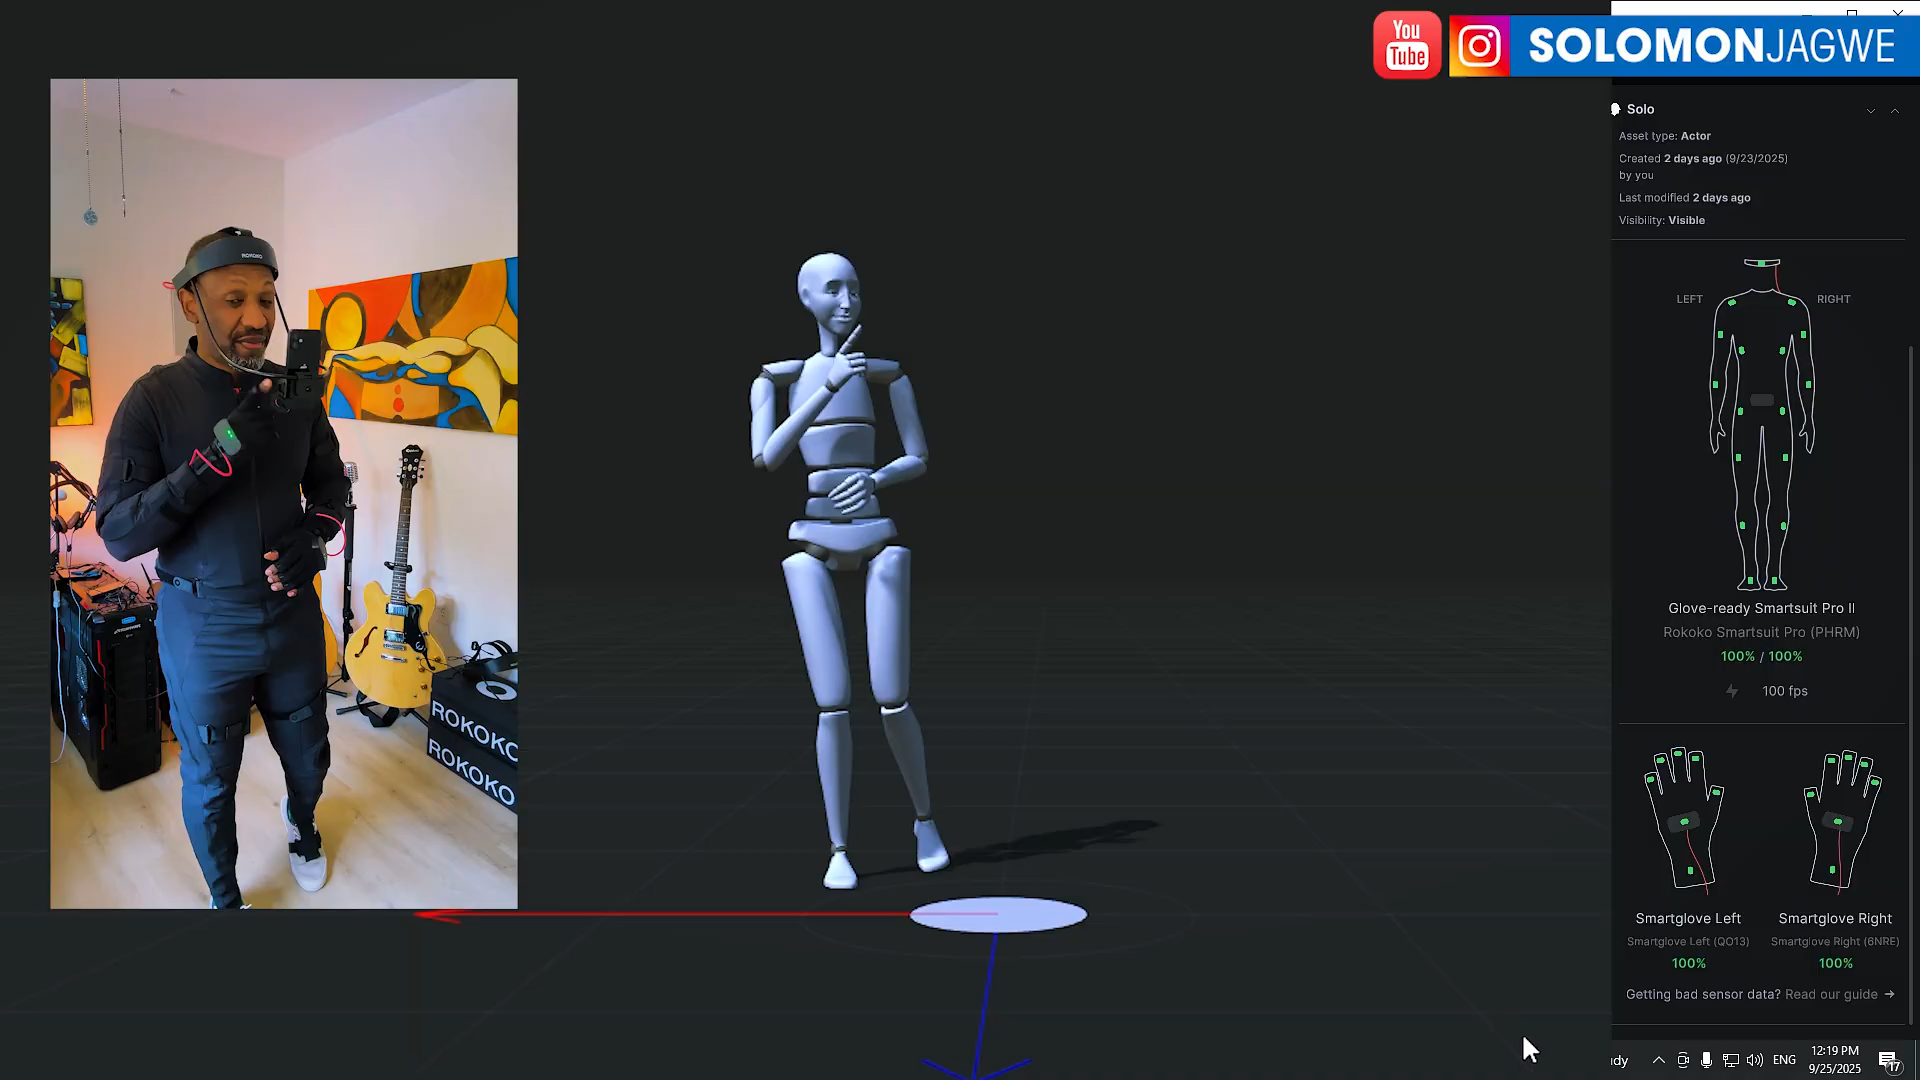 You
Tube
SOLOMONJAGWE
Solo
Asset type: Actor
Created 2 days ago (9/23/2025)
by you
Last modified 2 days ago
Visibility: Visible
LEFT
RIGHT
Glove-ready Smartsuit Pro II
Rokoko Smartsuit Pro (PHRM)
100% / 100%
100 fps
Smartglove Left
Smartglove Right
Smartglove Left (QO13)
Smartglove Right (6NRE)
100%
100%
Getting bad sensor data? Read our guide →
dy
ENG
12:19 PM
9/25/2025
17
ROKOKO
ROKOKO
ROKOKO